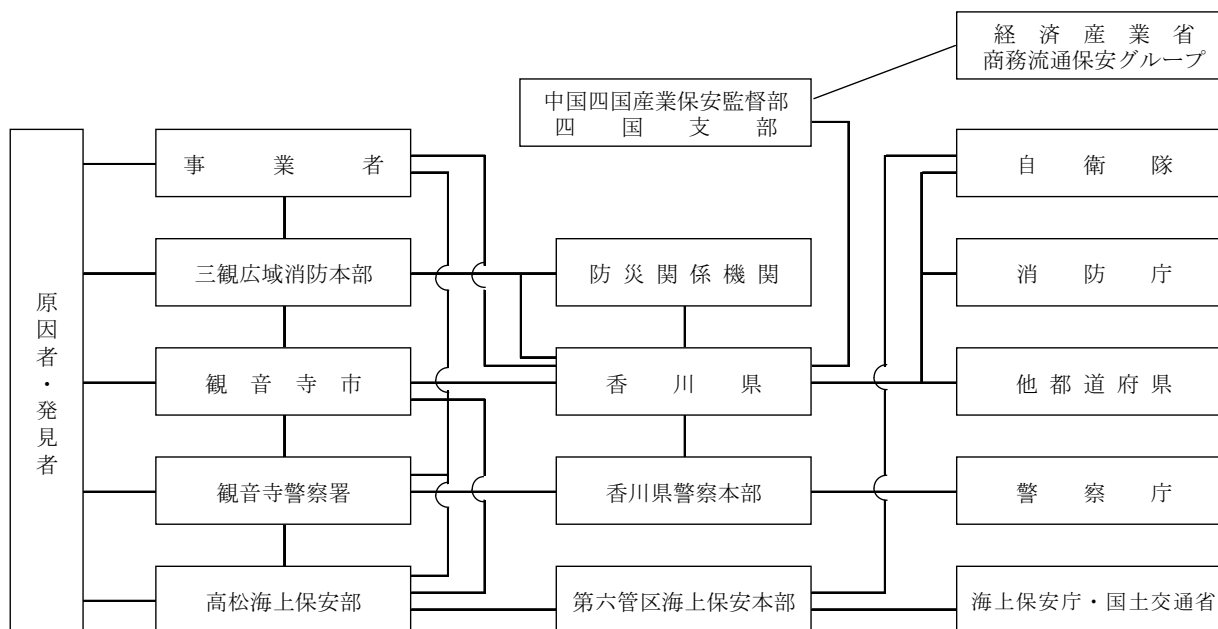 経済産業省
商務流通保安グループ
中国四国産業保安監督部
四国支部
原因者・発見者
事業者
自衛隊
三観広域消防本部
防災関係機関
消防庁
観音寺市
香川県
他都道府県
観音寺警察署
香川県警察本部
警察庁
高松海上保安部
第六管区海上保安本部
海上保安庁・国土交通省